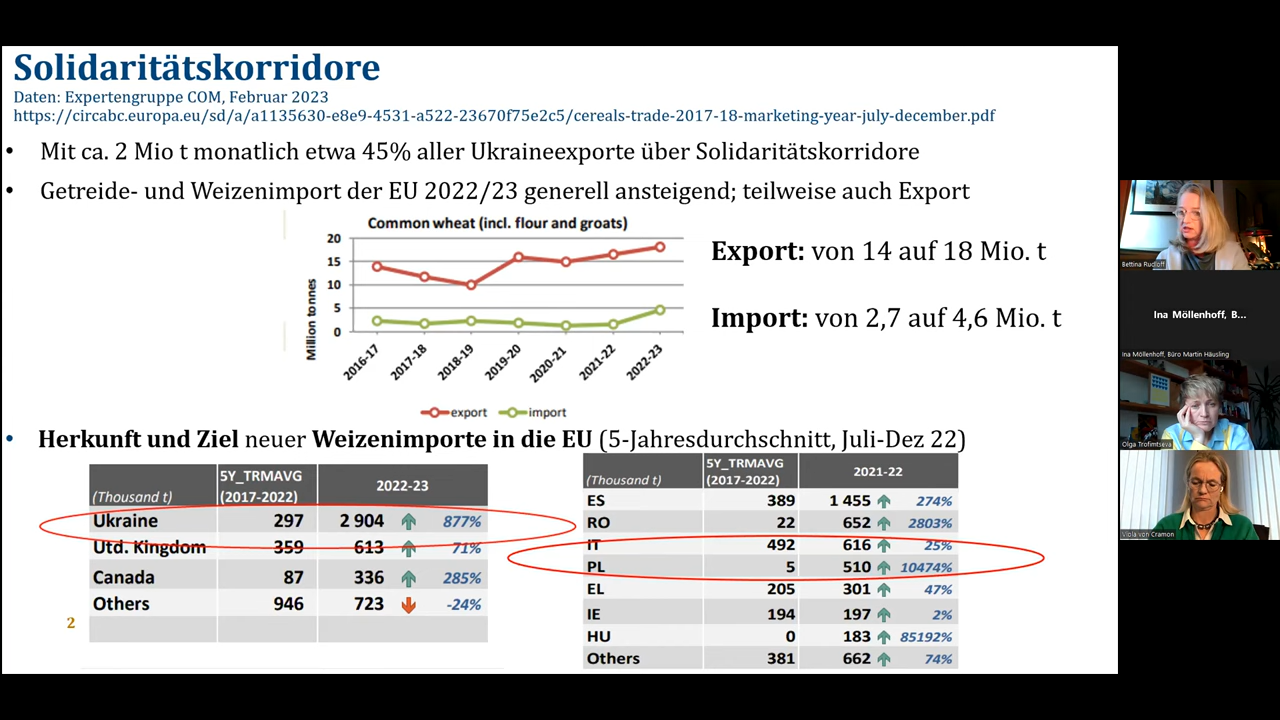 Solidaritätskorridore
Daten: Expertengruppe COM, Februar 2023
https://circabc.europa.eu/sd/a/a1135630-e8e9-4531-a522-23670f75e2c5/cereals-trade-2017-18-marketing-year-july-december.pdf
• Mit ca. 2 Mio t monatlich etwa 45% aller Ukraineexporte über Solidaritätskorridore
• Getreide- und Weizenimport der EU 2022/23 generell ansteigend; teilweise auch Export
Common wheat (incl. flour and groats)
Million tonnes
20
15
10
5
0
2016-17
2017-18
2018-19
2019-20
2020-21
2021-22
2022-23
export import
Export: von 14 auf 18 Mio. t
Import: von 2,7 auf 4,6 Mio. t
• Herkunft und Ziel neuer Weizenimporte in die EU (5-Jahresdurchschnitt, Juli-Dez 22)
(Thousand t) 5Y_TRMAVG (2017-2022) 2022-23
Ukraine 297 2 904 877%
Utd. Kingdom 359 613 71%
Canada 87 336 285%
Others 946 723 -24%
(Thousand t) 5Y_TRMAVG (2017-2022) 2021-22
ES 389 1 455 274%
RO 22 652 2803%
IT 492 616 25%
PL 5 510 10474%
EL 205 301 47%
IE 194 197 2%
HU 0 183 85192%
Others 381 662 74%
2
Bettina Rudloff
Ina Möllenhoff, B...
Ina Möllenhoff, Büro Martin Häusling
Olga Trofimtseva
Viola von Cramon